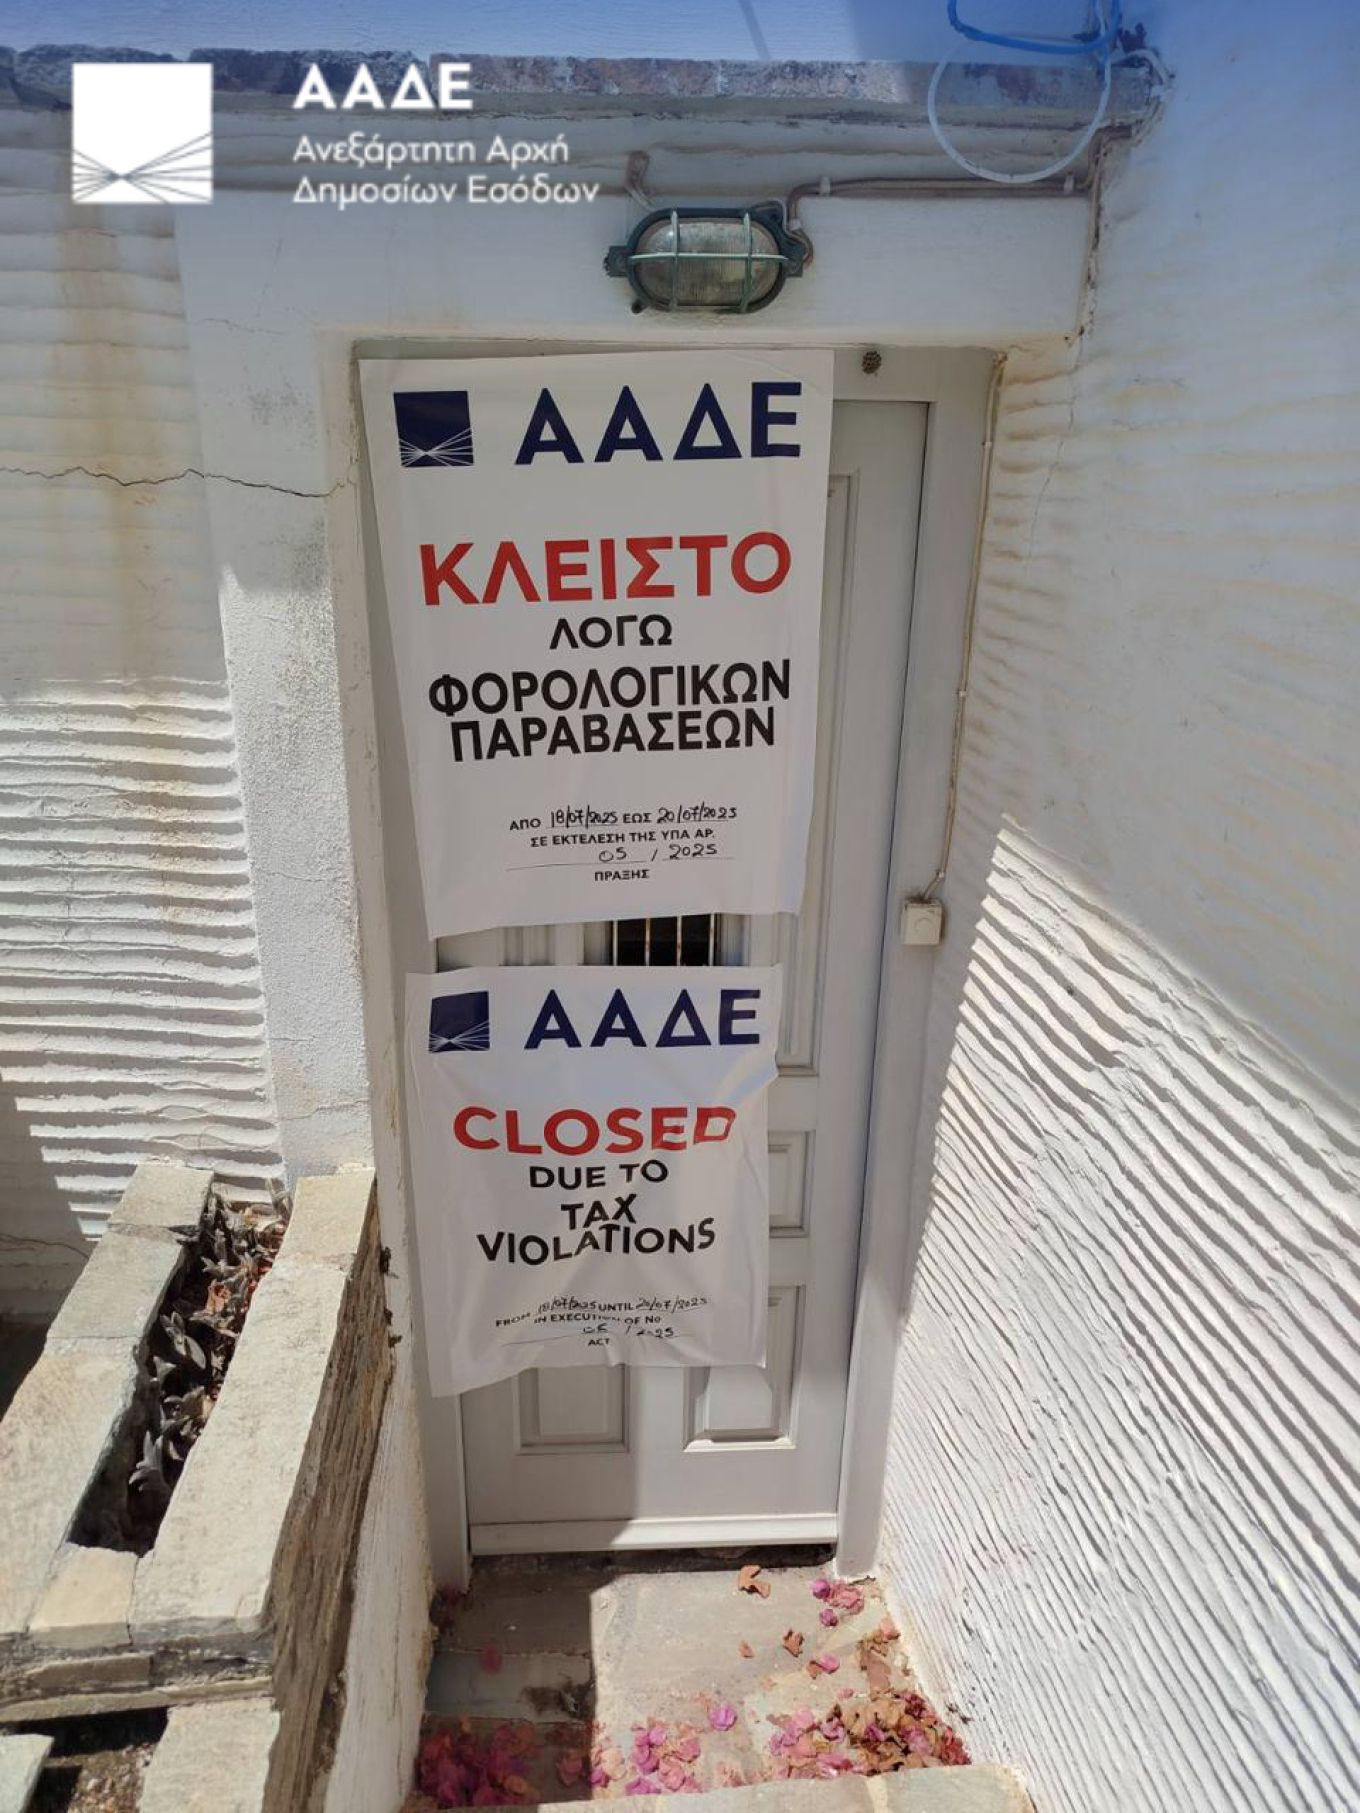 ΑΑΔΕ
Ανεξάρτητη Αρχή
Δημοσίων Εσόδων
ΑΑΔΕ
ΚΛΕΙΣΤΟ
ΛΟΓΩ
ΦΟΡΟΛΟΓΙΚΩΝ
ΠΑΡΑΒΑΣΕΩΝ
ΑΠΟ 18/07/2025 ΕΩΣ 20/07/2025
ΣΕ ΕΚΤΕΛΕΣΗ ΤΗΣ ΥΠΑ ΑΡ.
05 / 2025
ΠΡΑΞΗΣ
ΑΑΔΕ
CLOSED
DUE TO
TAX
VIOLATIONS
FROM 18/07/2025 UNTIL 20/07/2025
IN EXECUTION OF No
/ 2025
ACT